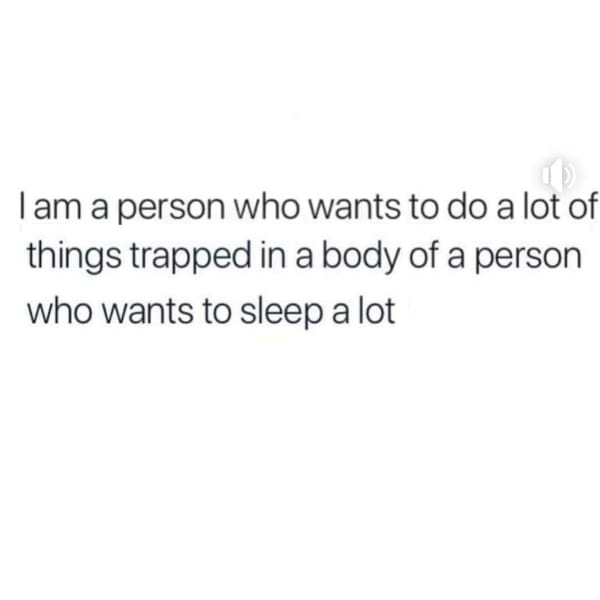 I am a person who wants to do a lot of
things trapped in a body of a person
who wants to sleep a lot